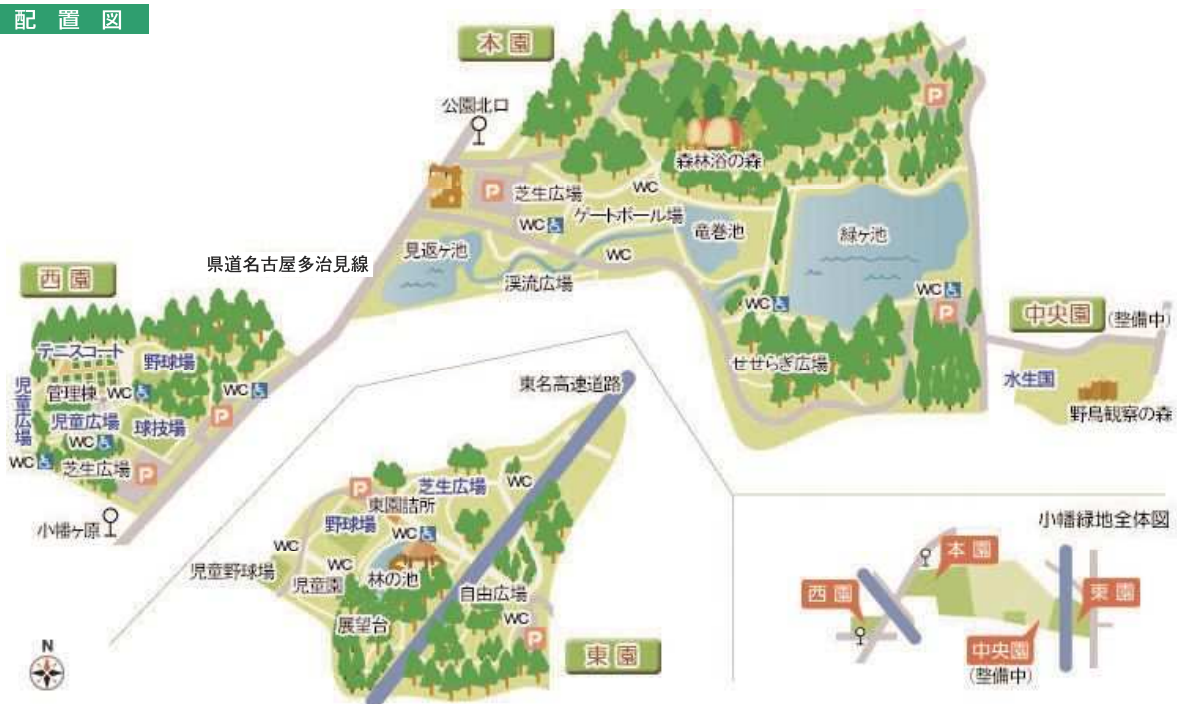 配置図
本園
公園北口
P
森林浴の森
P
芝生広場
WC
ゲートボール場
WC
竜巻池
緑ヶ池
見返ヶ池
WC
渓流広場
県道名古屋多治見線
WC
WC
P
せせらぎ広場
中央園
(整備中)
水生国
野鳥観察の森
西園
テニスコート
野球場
管理棟
WC
WC
児童広場
児童広場
球技場
P
WC
WC
芝生広場
P
小幡ヶ原
東名高速道路
芝生広場
WC
P
東園詰所
野球場
WC
WC
WC
児童野球場
児童園
林の池
自由広場
展望台
WC
P
東園
N
小幡緑地全体図
本園
西園
東園
中央園
(整備中)